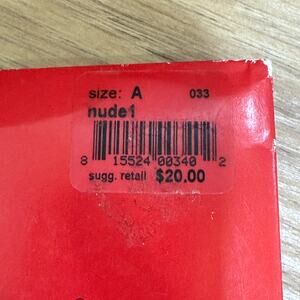 size: A 033
nude1
8 15524 00340 2
sugg. retail $20.00